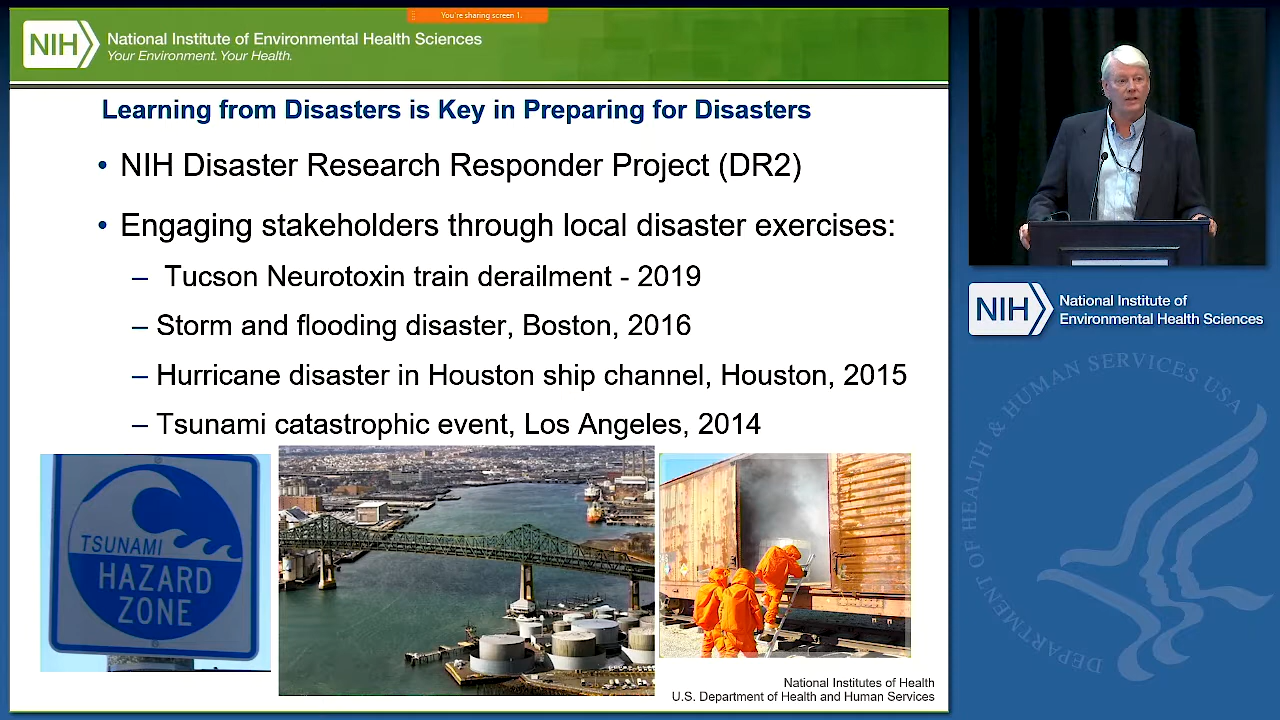 You're sharing screen 1.
NIH
National Institute of Environmental Health Sciences
Your Environment. Your Health.
Learning from Disasters is Key in Preparing for Disasters
• NIH Disaster Research Responder Project (DR2)
• Engaging stakeholders through local disaster exercises:
– Tucson Neurotoxin train derailment - 2019
– Storm and flooding disaster, Boston, 2016
– Hurricane disaster in Houston ship channel, Houston, 2015
– Tsunami catastrophic event, Los Angeles, 2014
TSUNAMI
HAZARD
ZONE
National Institutes of Health
U.S. Department of Health and Human Services
NIH
National Institute of
Environmental Health Sciences
DEPARTMENT OF HEALTH & HUMAN SERVICES USA